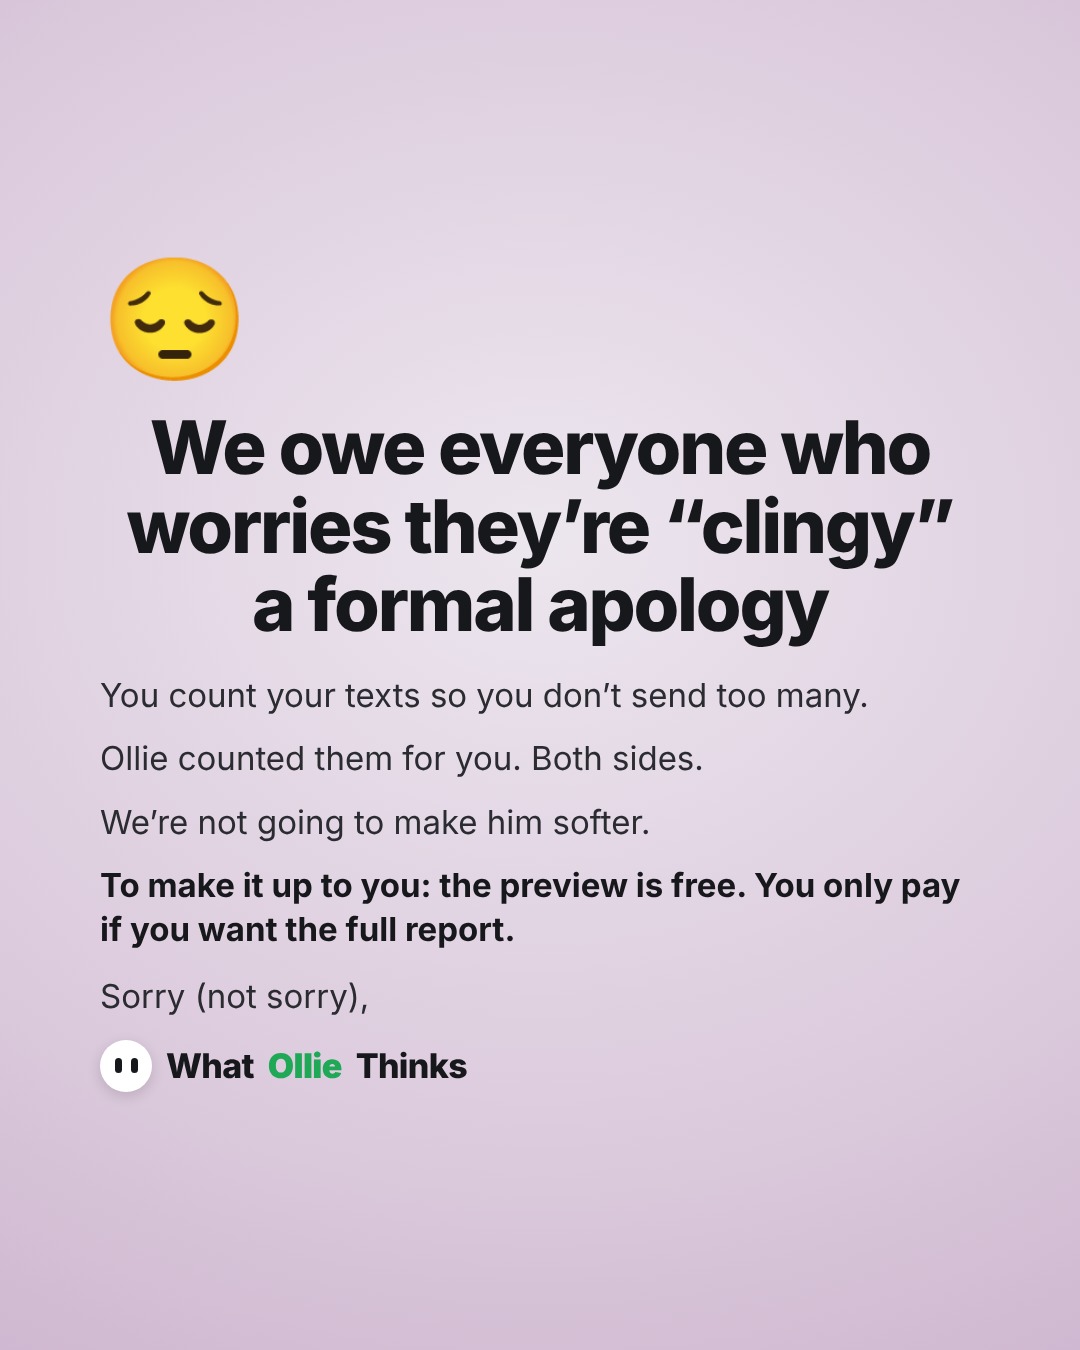 We owe everyone who
worries they’re “clingy”
a formal apology
You count your texts so you don’t send too many.
Ollie counted them for you. Both sides.
We’re not going to make him softer.
To make it up to you: the preview is free. You only pay
if you want the full report.
Sorry (not sorry),
What Ollie Thinks